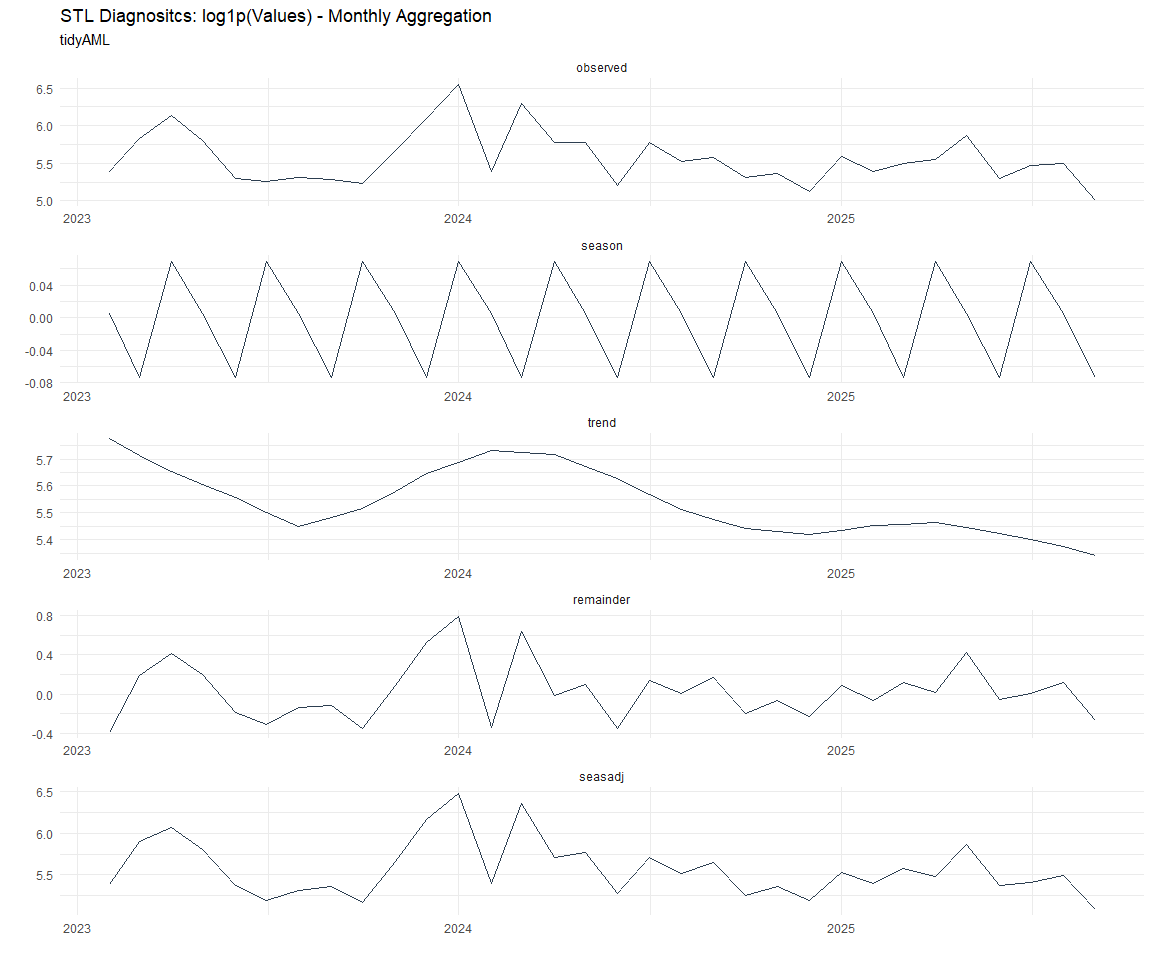 STL Diagnositcs: log1p(Values) - Monthly Aggregation
tidyAML
observed
6.5
6.0
5.5
5.0
2023 2024 2025
season
0.04
0.00
-0.04
-0.08
2023 2024 2025
trend
5.7
5.6
5.5
5.4
2023 2024 2025
remainder
0.8
0.4
0.0
-0.4
2023 2024 2025
seasadj
6.5
6.0
5.5
2023 2024 2025